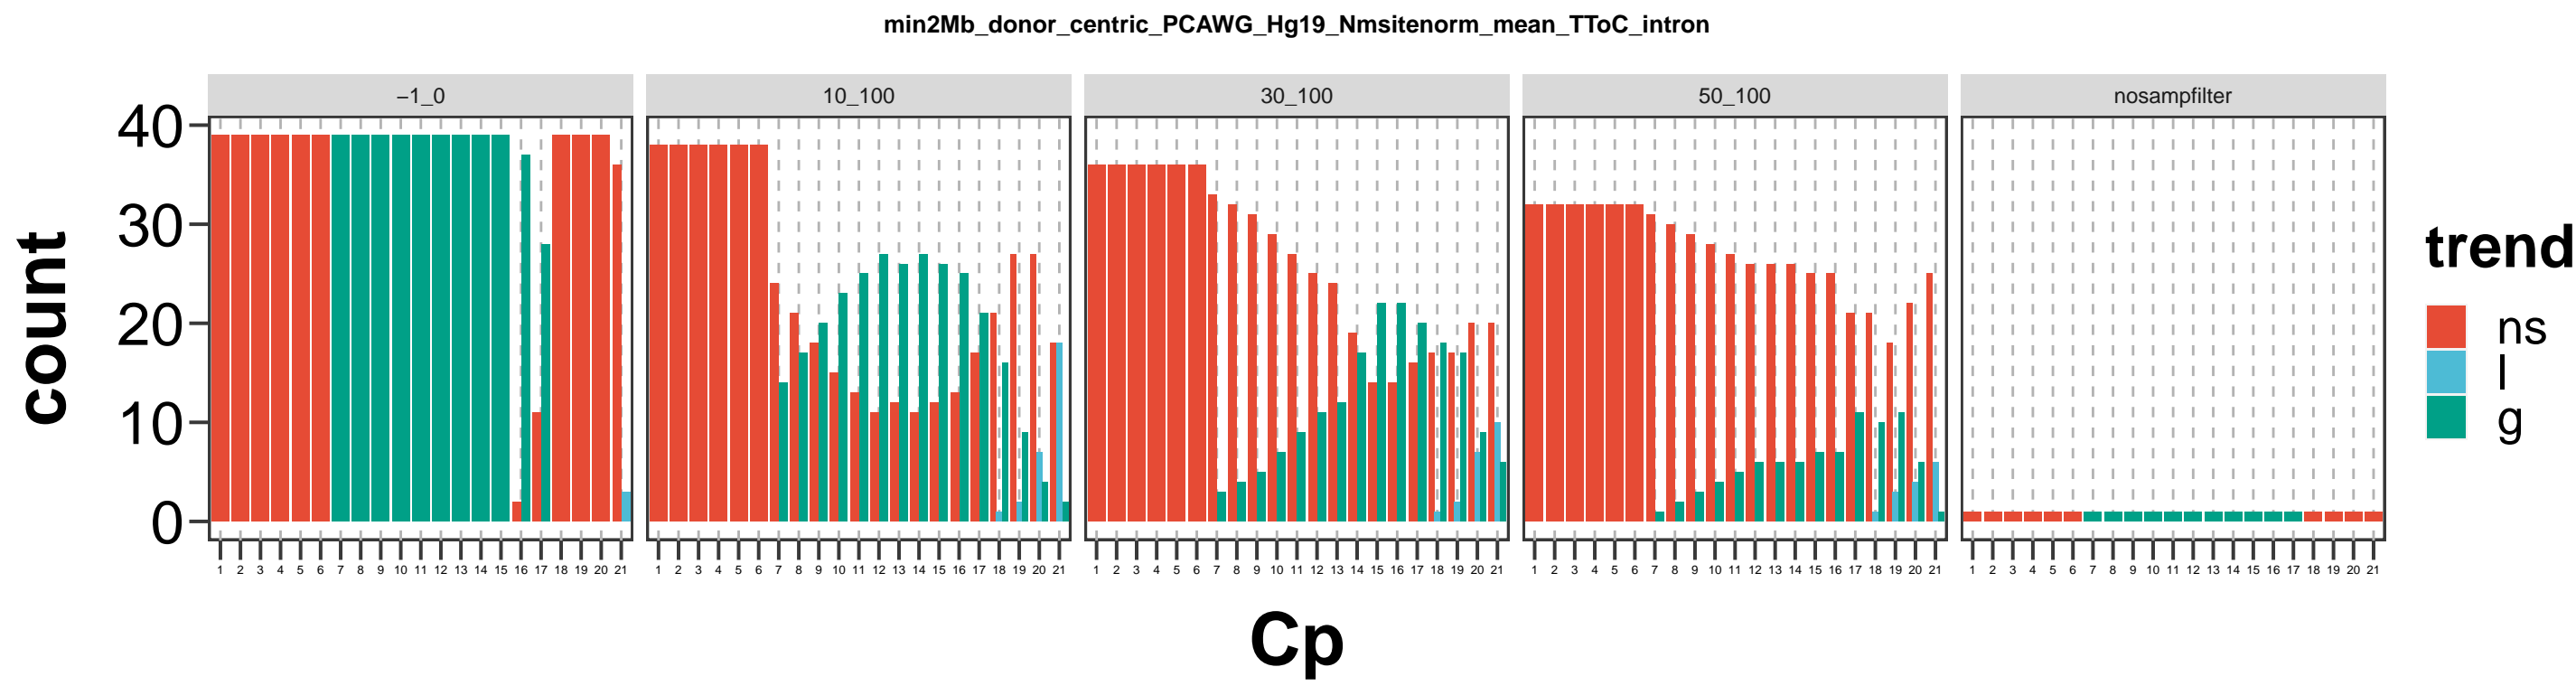 min2Mb_donor_centric_PCAWG_Hg19_Nmsitenorm_mean_TToC_intron
−1_0 10_100 30_100 50_100 nosampfilter
40
30
20
10
0
count
1 2 3 4 5 6 7 8 9 10 11 12 13 14 15 16 17 18 19 20 21
1 2 3 4 5 6 7 8 9 10 11 12 13 14 15 16 17 18 19 20 21
1 2 3 4 5 6 7 8 9 10 11 12 13 14 15 16 17 18 19 20 21
1 2 3 4 5 6 7 8 9 10 11 12 13 14 15 16 17 18 19 20 21
1 2 3 4 5 6 7 8 9 10 11 12 13 14 15 16 17 18 19 20 21
Cp
trend
ns
l
g